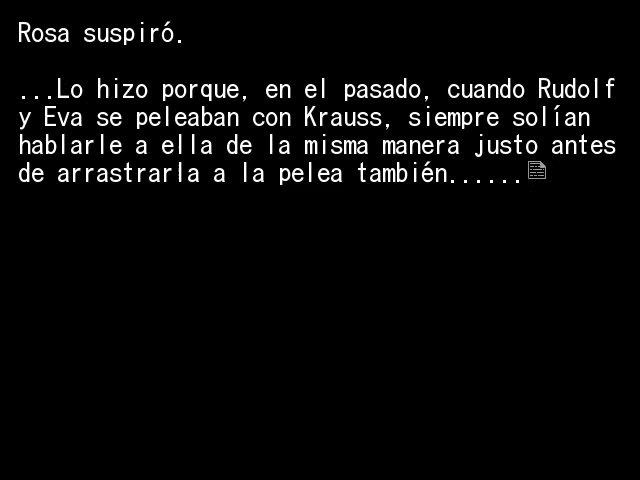 Rosa suspiró.
...Lo hizo porque, en el pasado, cuando Rudolf
y Eva se peleaban con Krauss, siempre solían
hablarle a ella de la misma manera justo antes
de arrastrarla a la pelea también......